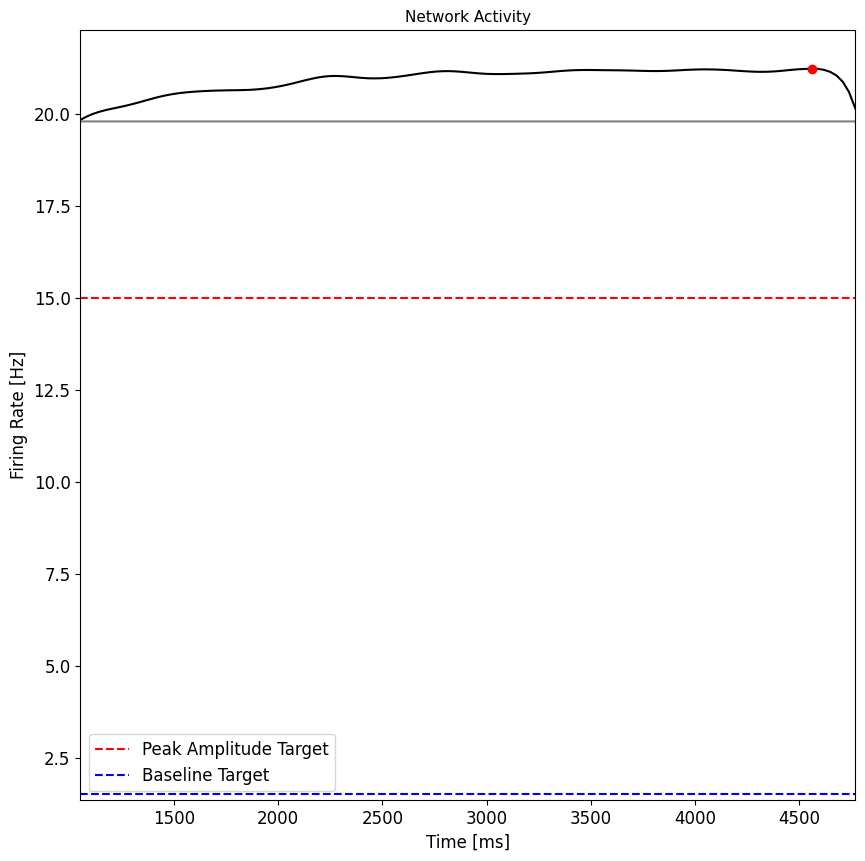 Network Activity
20.0
17.5
15.0
12.5
10.0
7.5
5.0
2.5
Firing Rate [Hz]
Peak Amplitude Target
Baseline Target
1500 2000 2500 3000 3500 4000 4500
Time [ms]